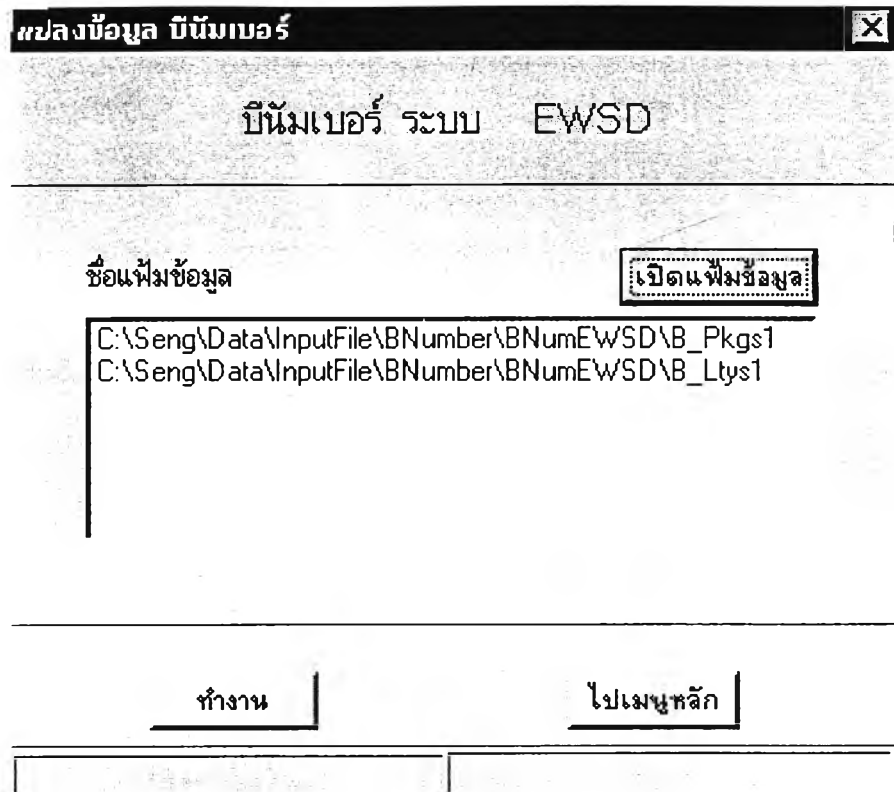 แปลงข้อมูล บีนัมเบอร์
บีนัมเบอร์ ระบบ EWSD
ชื่อแฟ้มข้อมูล
เปิดแฟ้มข้อมูล
C:\Seng\Data\InputFile\BNumber\BNumEWSD\B_Pkgs1
C:\Seng\Data\InputFile\BNumber\BNumEWSD\B_Ltys1
ทำงาน
ไปเมนูหลัก